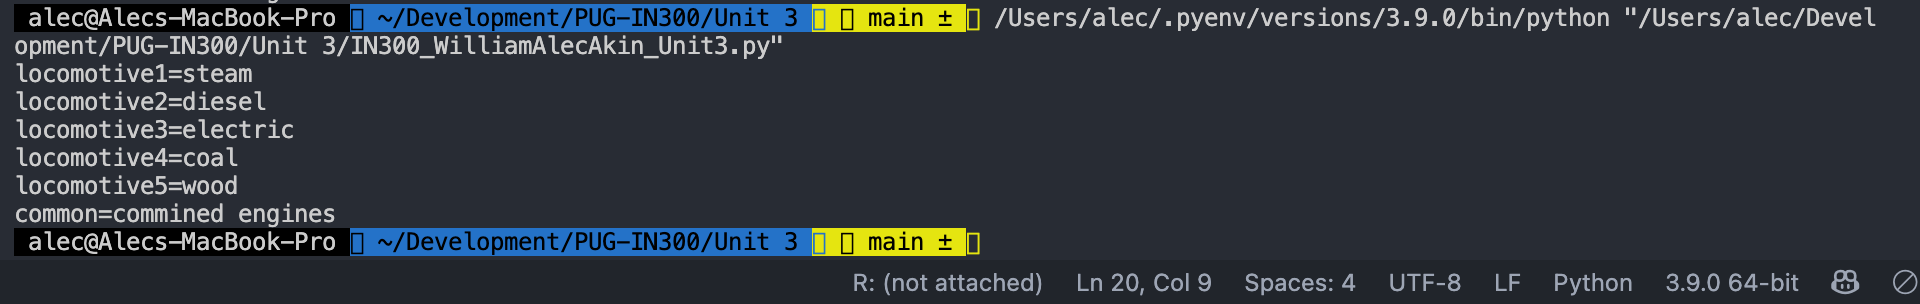 alec@Alecs-MacBook-Pro ~/Development/PUG-IN300/Unit 3 main ± /Users/alec/.pyenv/versions/3.9.0/bin/python "/Users/alec/Devel
opment/PUG-IN300/Unit 3/IN300_WilliamAlecAkin_Unit3.py"
locomotive1=steam
locomotive2=diesel
locomotive3=electric
locomotive4=coal
locomotive5=wood
common=commined engines
alec@Alecs-MacBook-Pro ~/Development/PUG-IN300/Unit 3 main ±
R: (not attached) Ln 20, Col 9 Spaces: 4 UTF-8 LF Python 3.9.0 64-bit